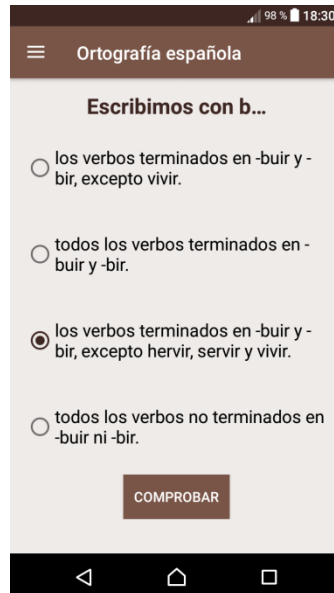 98 % 18:30
Ortografía española
Escribimos con b...
los verbos terminados en -buir y -
bir, excepto vivir.
todos los verbos terminados en -
buir y -bir.
los verbos terminados en -buir y -
bir, excepto hervir, servir y vivir.
todos los verbos no terminados en
-buir ni -bir.
COMPROBAR